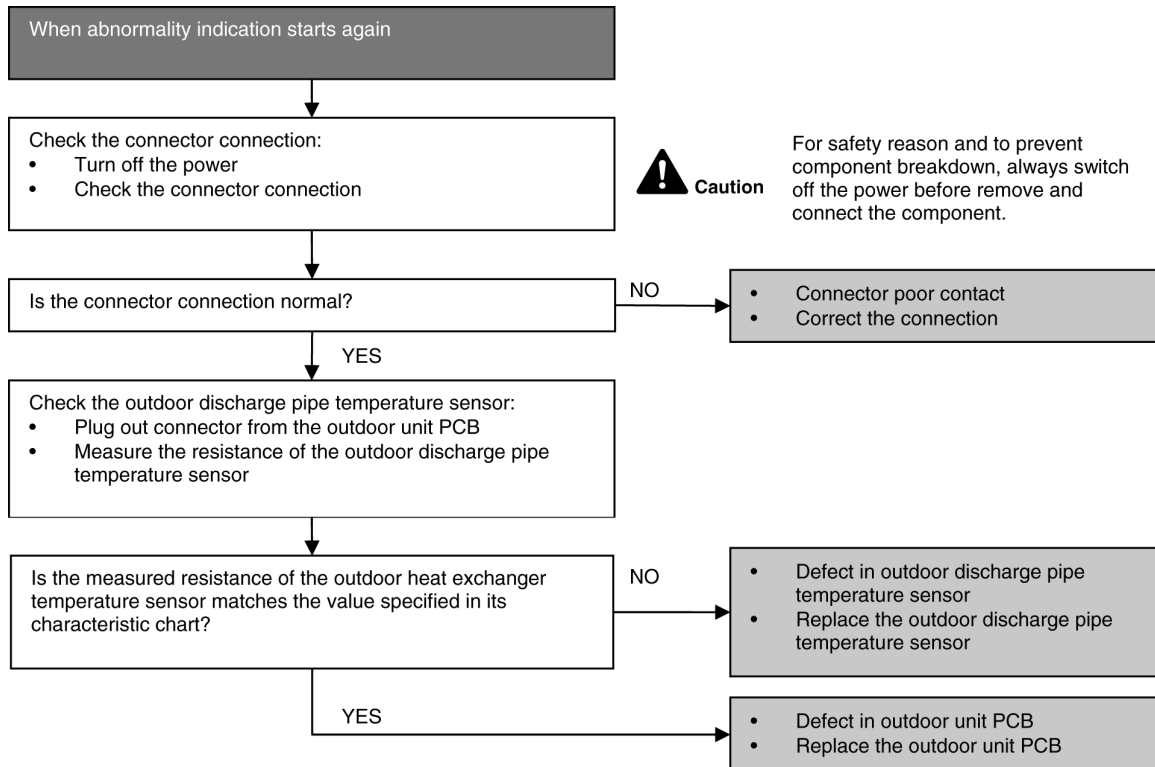 When abnormality indication starts again
Check the connector connection:
• Turn off the power
• Check the connector connection
Caution
For safety reason and to prevent
component breakdown, always switch
off the power before remove and
connect the component.
Is the connector connection normal?
NO
• Connector poor contact
• Correct the connection
YES
Check the outdoor discharge pipe temperature sensor:
• Plug out connector from the outdoor unit PCB
• Measure the resistance of the outdoor discharge pipe
temperature sensor
Is the measured resistance of the outdoor heat exchanger
temperature sensor matches the value specified in its
characteristic chart?
NO
• Defect in outdoor discharge pipe
temperature sensor
• Replace the outdoor discharge pipe
temperature sensor
YES
• Defect in outdoor unit PCB
• Replace the outdoor unit PCB